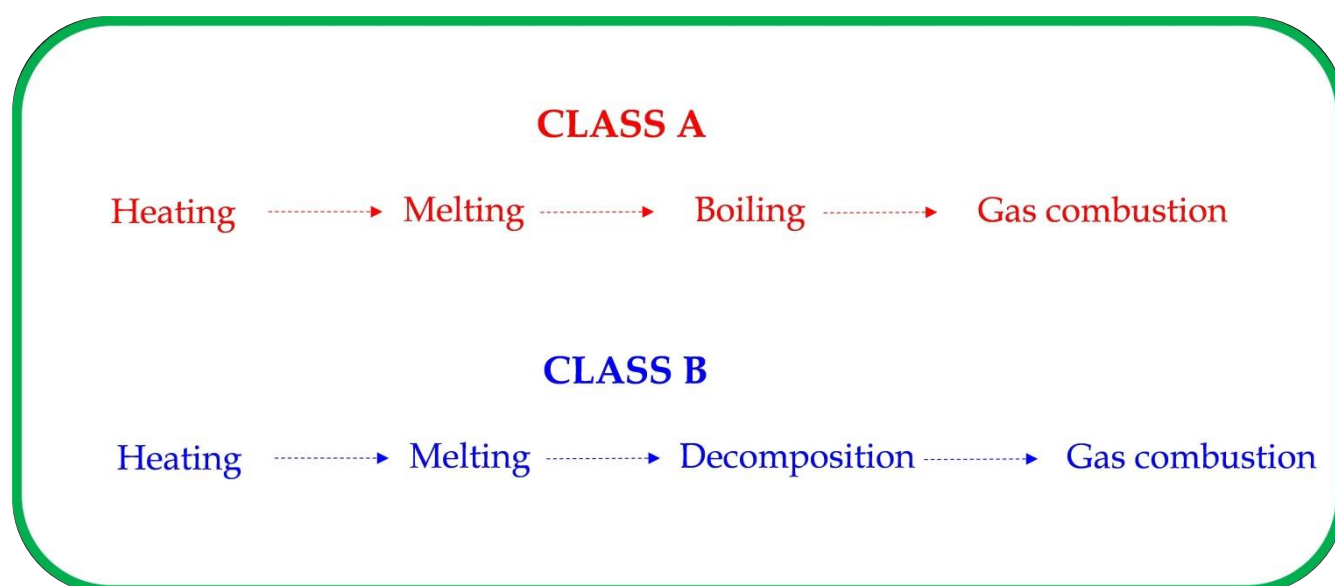 CLASS A
Heating Melting Boiling Gas combustion
CLASS B
Heating Melting Decomposition Gas combustion